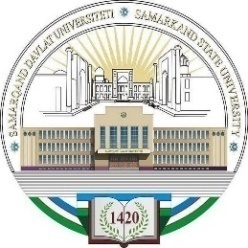 SAMARQAND DAVLAT UNIVERSITETI • SAMARKAND STATE UNIVERSITY
1420